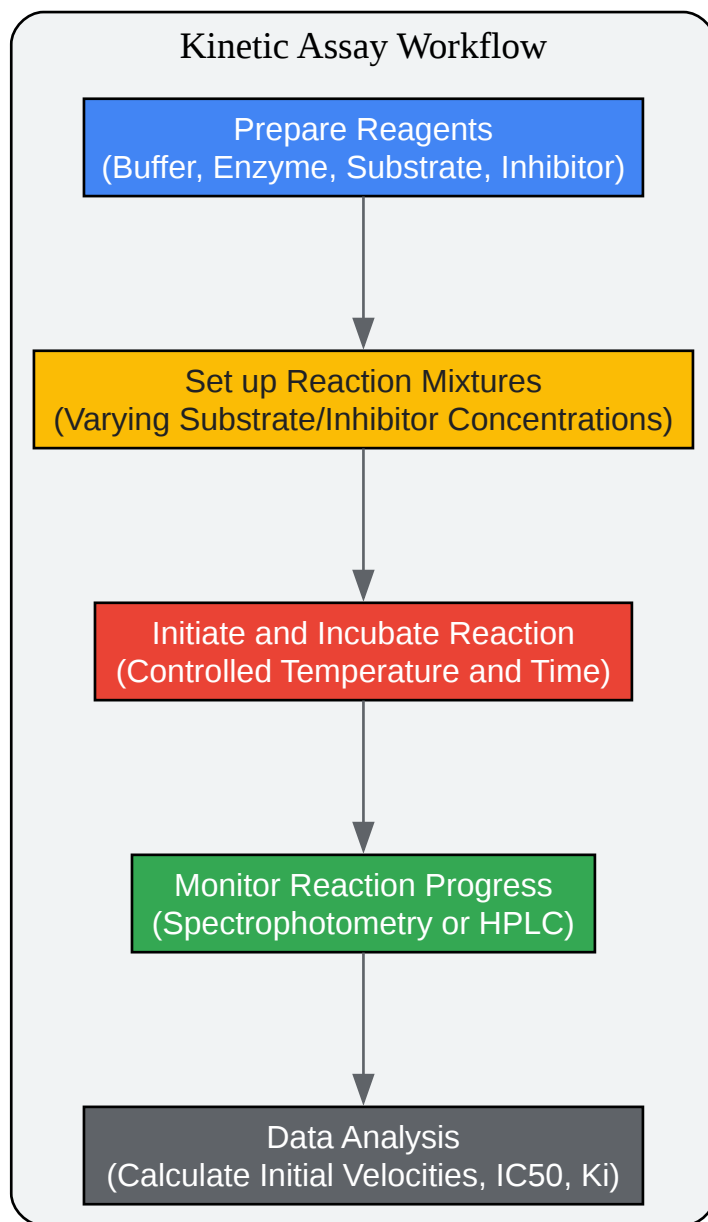 Kinetic Assay Workflow
Prepare Reagents
(Buffer, Enzyme, Substrate, Inhibitor)
Set up Reaction Mixtures
(Varying Substrate/Inhibitor Concentrations)
Initiate and Incubate Reaction
(Controlled Temperature and Time)
Monitor Reaction Progress
(Spectrophotometry or HPLC)
Data Analysis
(Calculate Initial Velocities, IC50, Ki)